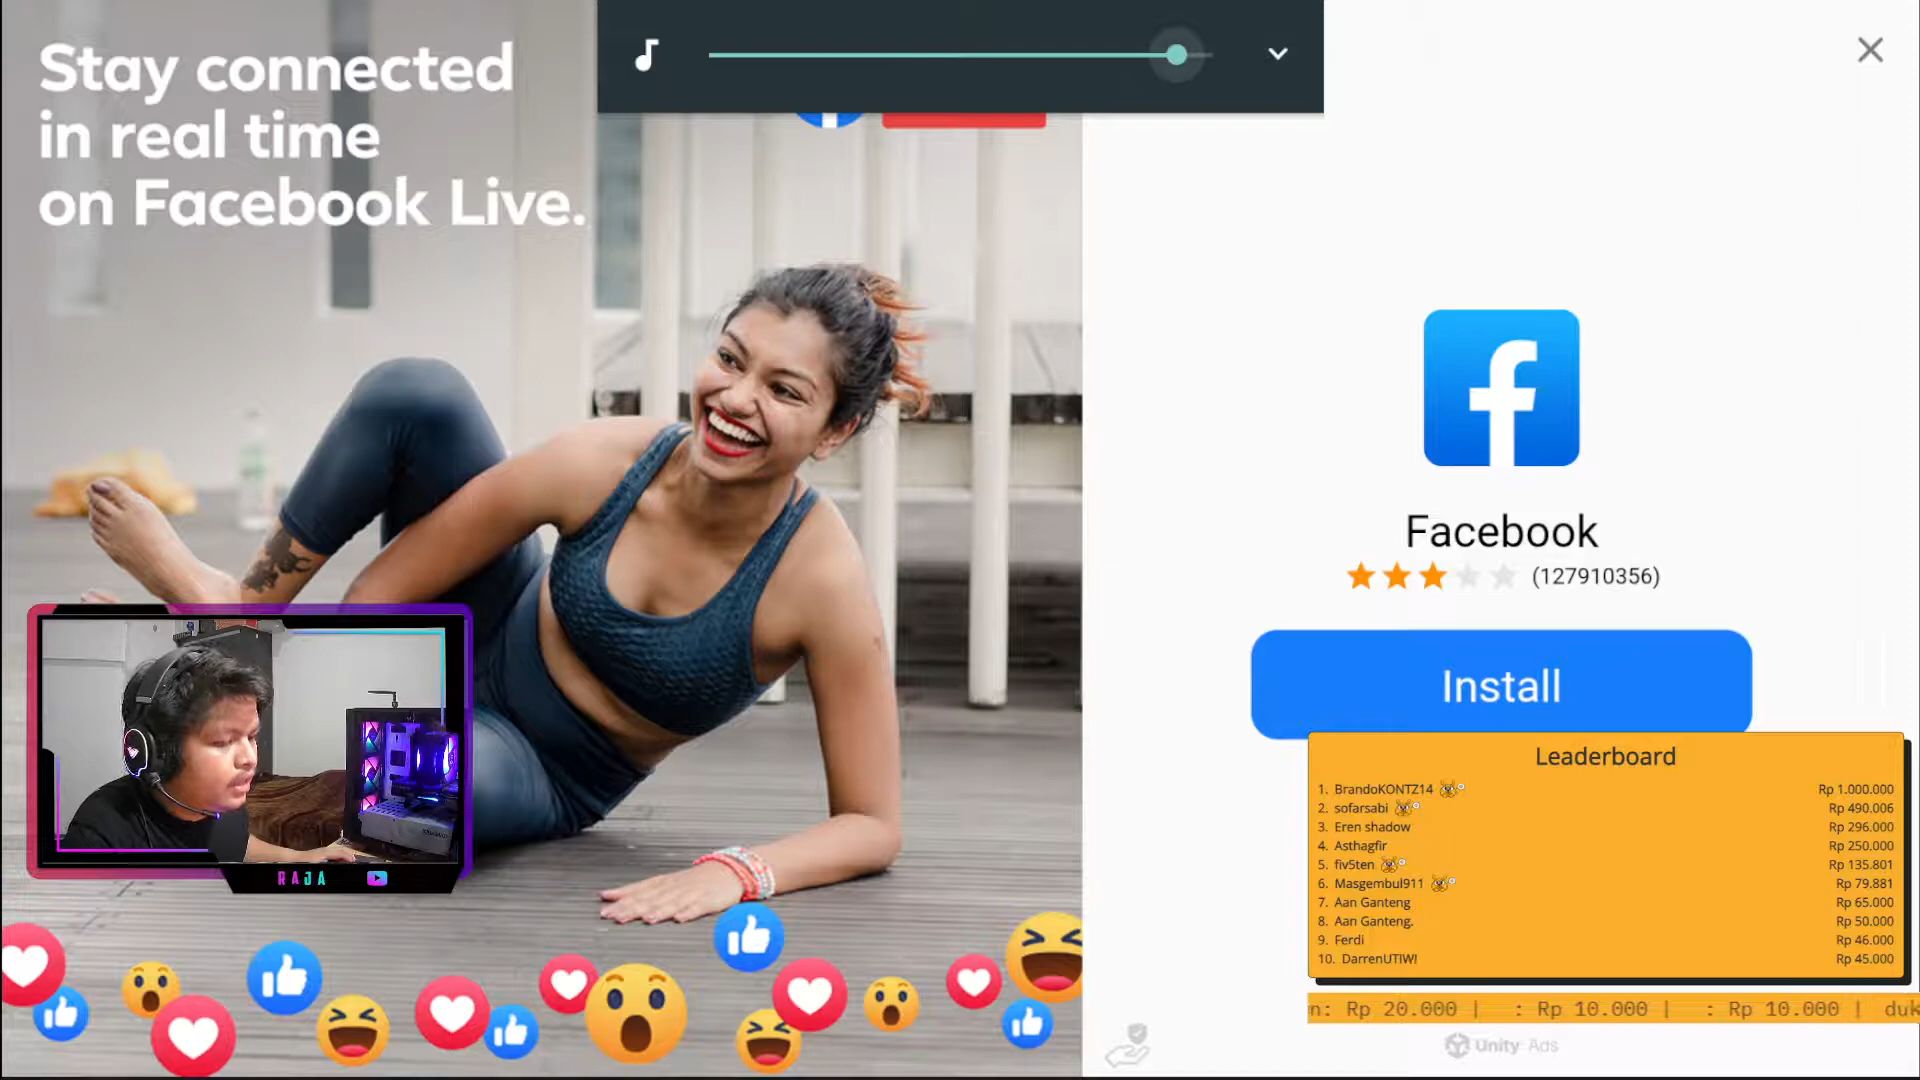 Stay connected
in real time
on Facebook Live.
Facebook
(127910356)
Install
Leaderboard
1. BrandoKONTZ14 Rp 1.000.000
2. sofarsabi Rp 490.006
3. Eren shadow Rp 296.000
4. Asthagfir Rp 250.000
5. fiv5ten Rp 135.801
6. Masgembul911 Rp 79.881
7. Aan Ganteng Rp 65.000
8. Aan Ganteng. Rp 50.000
9. Ferdi Rp 46.000
10. DarrenUTIW! Rp 45.000
n: Rp 20.000 | : Rp 10.000 | : Rp 10.000 | duk
Unity Ads
RAJA